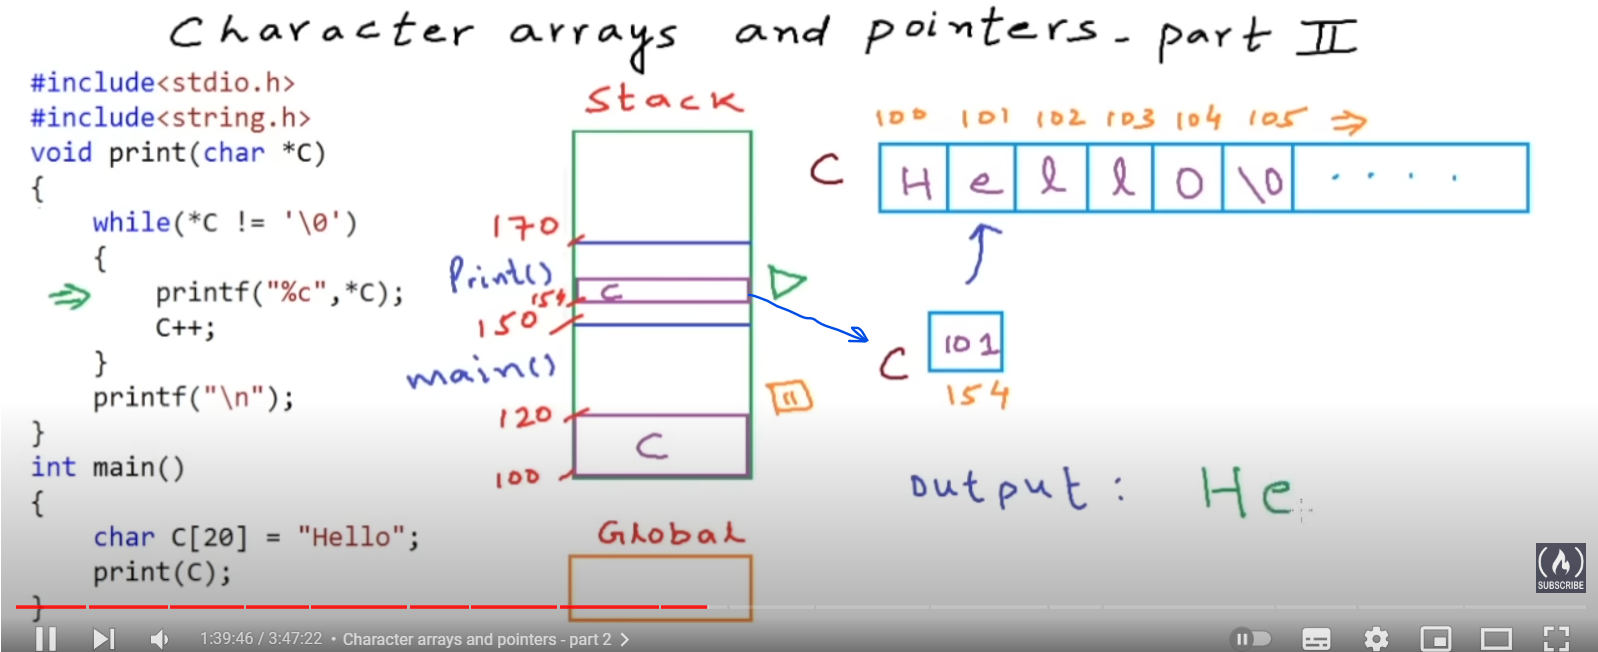 Character arrays and pointers - part II
#include<stdio.h>
#include<string.h>
void print(char *C)
{
while(*C != '\0')
{
printf("%c",*C);
C++;
}
printf("\n");
}
int main()
{
char C[20] = "Hello";
print(C);
}
Stack
170
Print()
C
154
150
main()
120
C
100
Global
100 101 102 103 104 105
C H e l l o \0 . . . .
C 101
154
output : He
SUBSCRIBE
1:39:46 / 3:47:22 • Character arrays and pointers - part 2 >